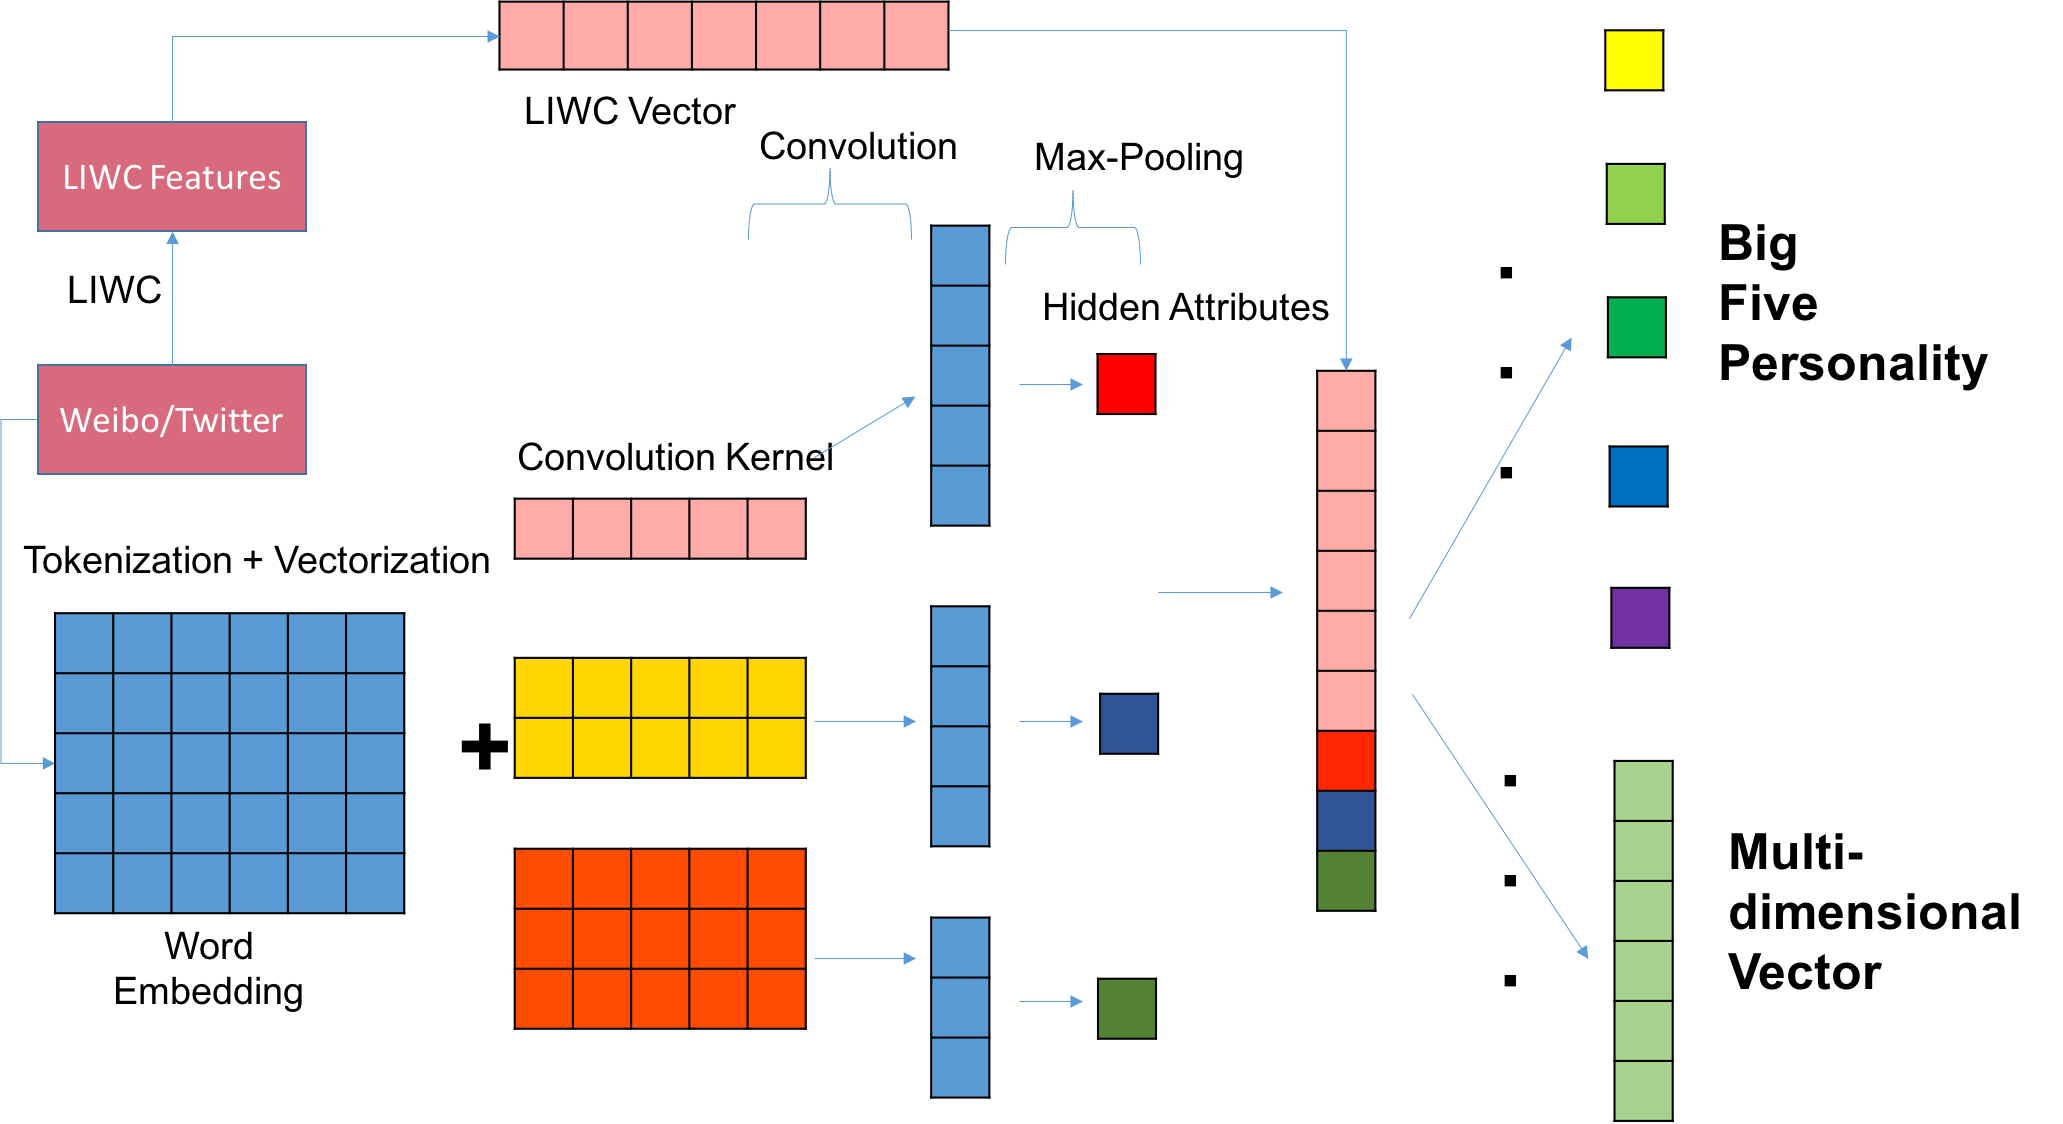 LIWC Vector
Convolution
Max-Pooling
LIWC Features
LIWC
Hidden Attributes
Weibo/Twitter
Convolution Kernel
Tokenization + Vectorization
+
Word
Embedding
Big
Five
Personality
Multi-
dimensional
Vector